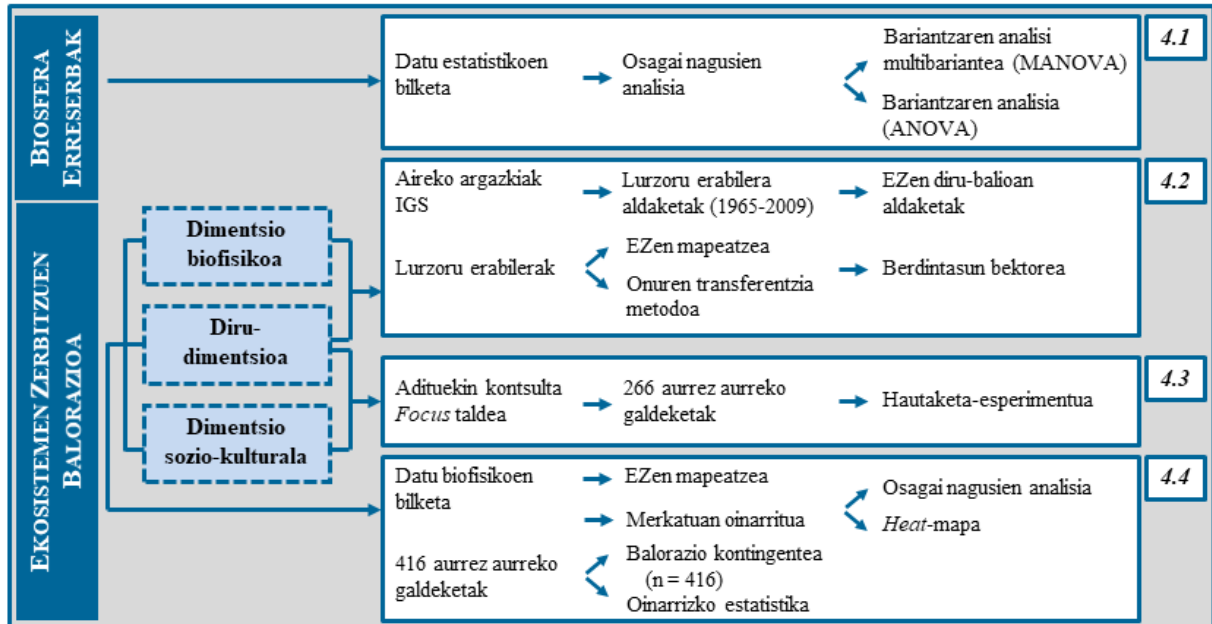 BIOSFERA
ERRESERBAK
Datu estatistikoen
bilketa
Osagai nagusien
analisia
Bariantzaren analisi
multibariantea (MANOVA)
Bariantzaren analisia
(ANOVA)
4.1
EKOSISTEMEN ZERBITZUEN
BALORAZIOA
Dimentsio
biofisikoa
Diru-
dimentsioa
Dimentsio
sozio-kulturala
Aireko argazkiak
IGS
Lurzoru erabilera
aldaketak (1965-2009)
EZen diru-balioan
aldaketak
4.2
Lurzoru erabilerak
EZen mapeatzea
Onuren transferentzia
metodoa
Berdintasun bektorea
Adituekin kontsulta
Focus taldea
266 aurrez aurreko
galdeketak
Hautaketa-esperimentua
4.3
Datu biofisikoen
bilketa
EZen mapeatzea
Merkatuan oinarritua
Osagai nagusien analisia
Heat-mapa
4.4
416 aurrez aurreko
galdeketak
Balorazio kontingentea
(n = 416)
Oinarrizko estatistika